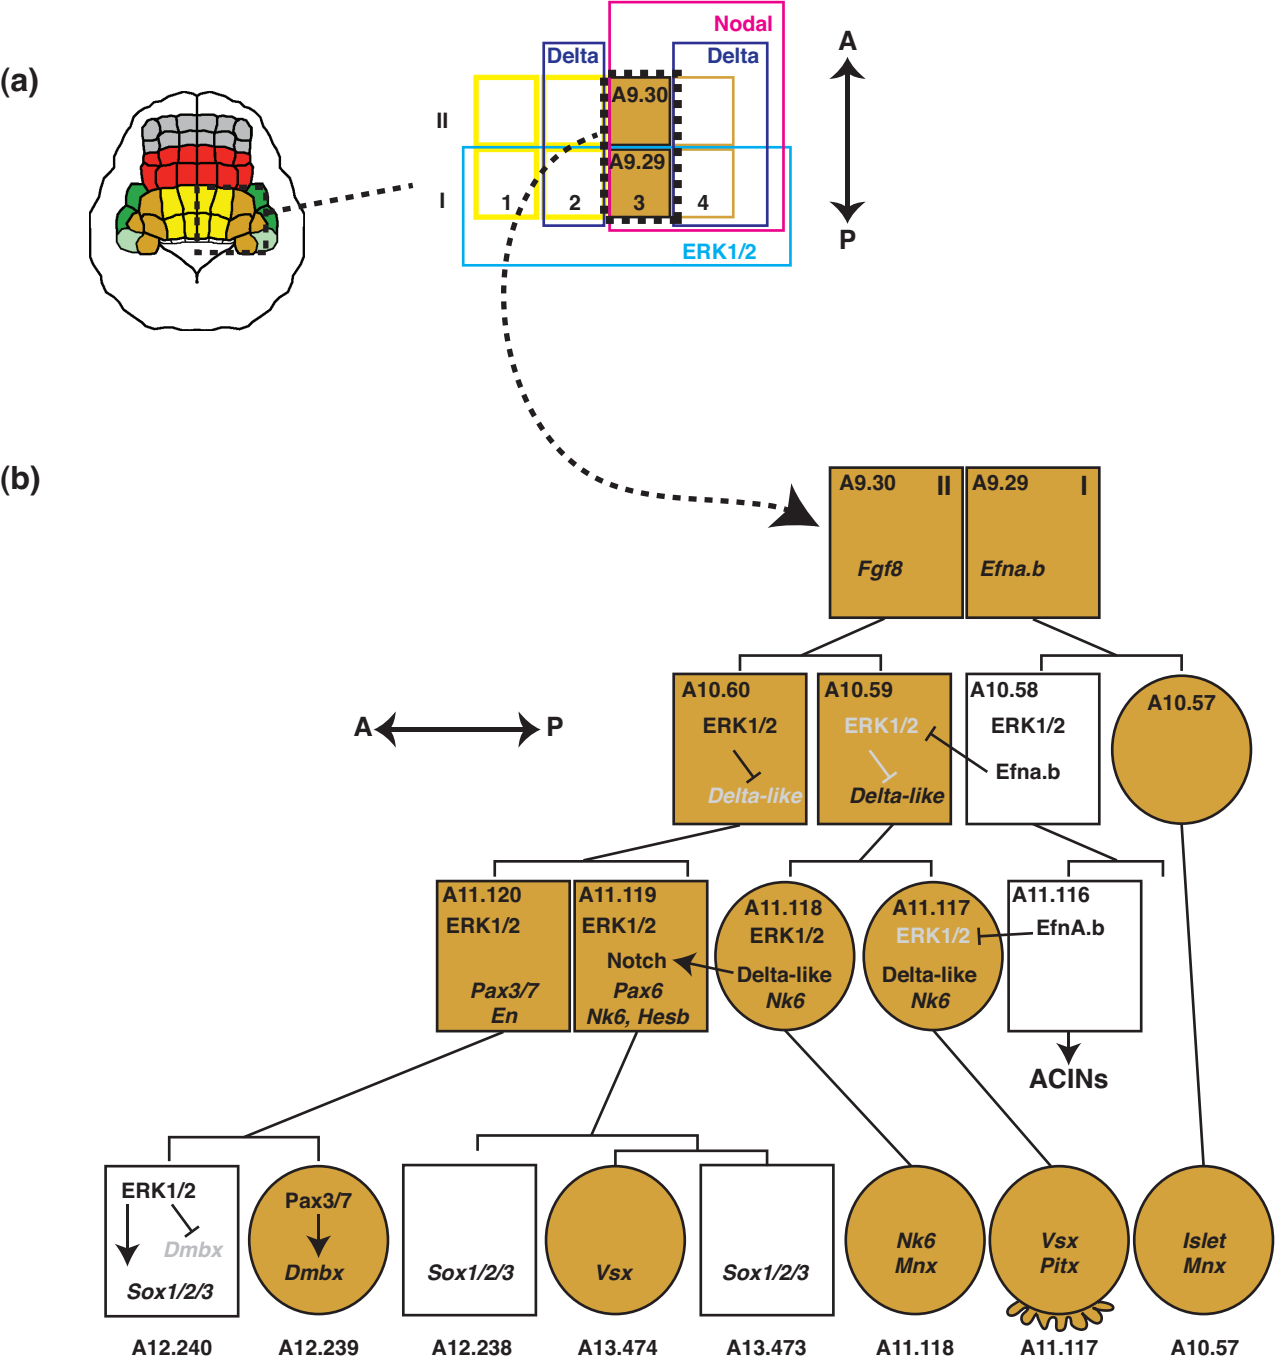 (a)
Nodal
Delta
Delta
A
A9.30
II
A9.29
I
1
2
3
4
P
ERK1/2
(b)
A9.30
II
A9.29
I
Fgf8
Efna.b
A10.60
A10.59
A10.58
A10.57
A
P
ERK1/2
ERK1/2
ERK1/2
Efna.b
Delta-like
Delta-like
A11.120
A11.119
A11.118
A11.117
A11.116
ERK1/2
ERK1/2
ERK1/2
ERK1/2
EfnA.b
Notch
Delta-like
Delta-like
Pax3/7
Pax6
Nk6
Nk6
En
Nk6, Hesb
ACINs
ERK1/2
Pax3/7
Dmbx
Nk6
Vsx
Islet
Sox1/2/3
Dmbx
Sox1/2/3
Vsx
Sox1/2/3
Mnx
Pitx
Mnx
A12.240
A12.239
A12.238
A13.474
A13.473
A11.118
A11.117
A10.57